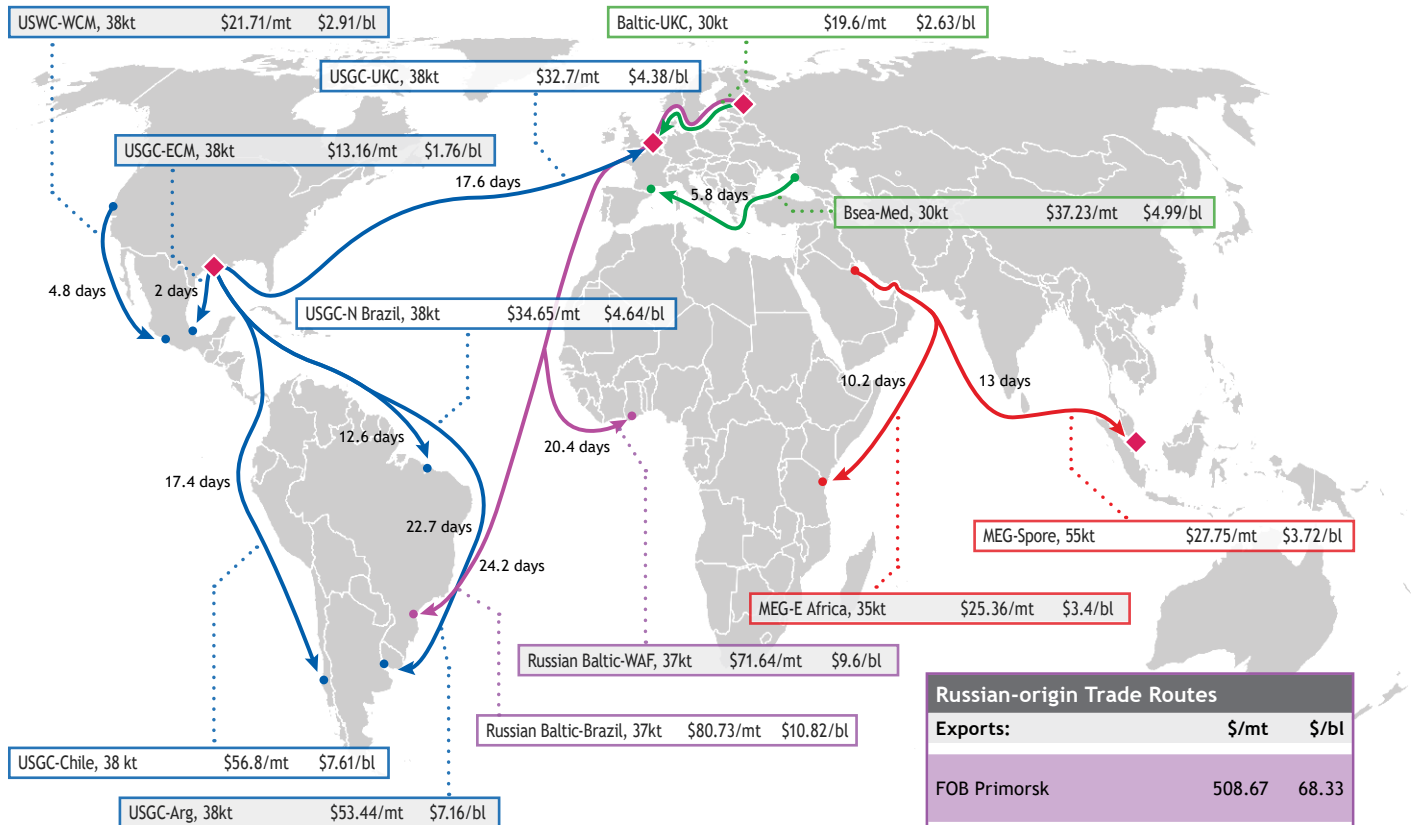 USWC-WCM, 38kt $21.71/mt $2.91/bl
Baltic-UKC, 30kt $19.6/mt $2.63/bl
USGC-UKC, 38kt $32.7/mt $4.38/bl
USGC-ECM, 38kt $13.16/mt $1.76/bl
17.6 days
5.8 days
Bsea-Med, 30kt $37.23/mt $4.99/bl
4.8 days
2 days
USGC-N Brazil, 38kt $34.65/mt $4.64/bl
10.2 days
13 days
12.6 days
20.4 days
17.4 days
22.7 days
24.2 days
MEG-Spore, 55kt $27.75/mt $3.72/bl
MEG-E Africa, 35kt $25.36/mt $3.4/bl
Russian Baltic-WAF, 37kt $71.64/mt $9.6/bl
Russian Baltic-Brazil, 37kt $80.73/mt $10.82/bl
USGC-Chile, 38 kt $56.8/mt $7.61/bl
USGC-Arg, 38kt $53.44/mt $7.16/bl
Russian-origin Trade Routes
Exports: $/mt $/bl
FOB Primorsk 508.67 68.33